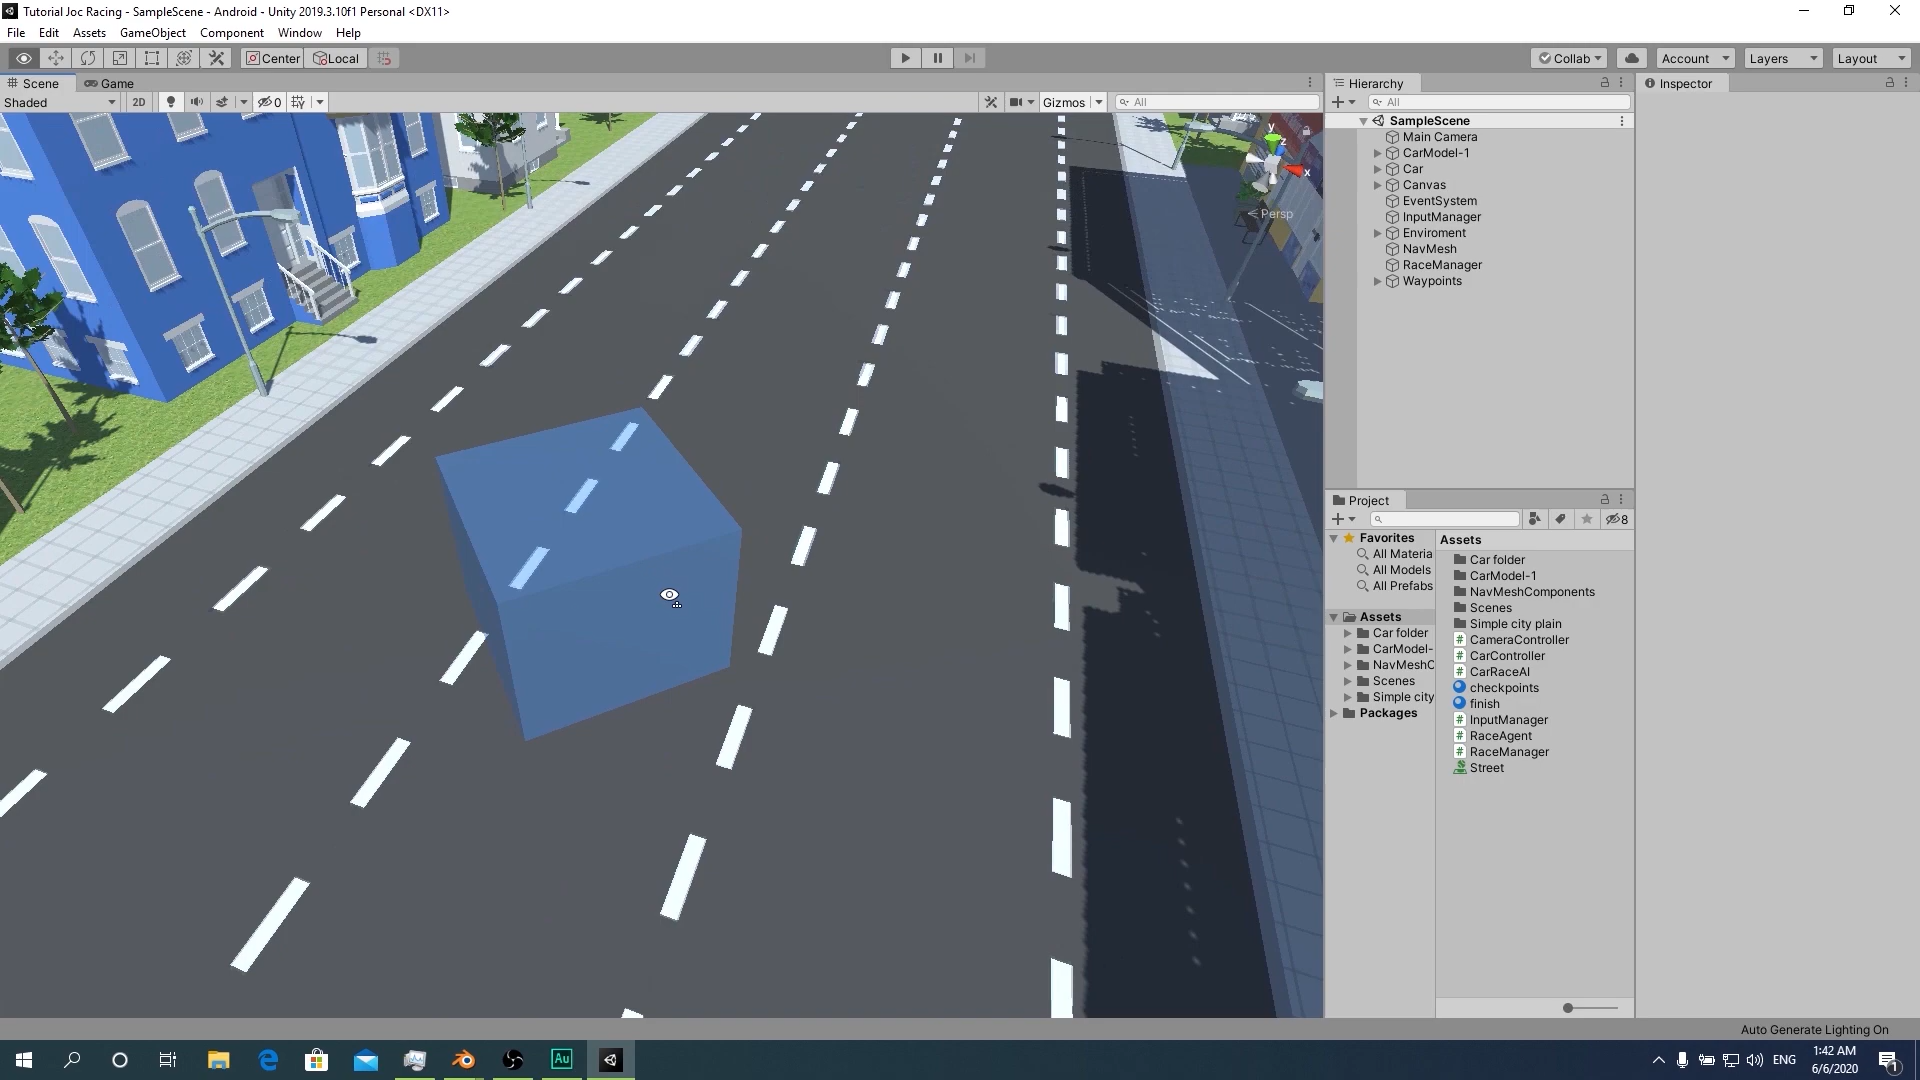 Tutorial Joc Racing - SampleScene - Android - Unity 2019.3.10f1 Personal <DX11>
File Edit Assets GameObject Component Window Help
Center Local Collab Account Layers Layout
Scene Game
Shaded 2D 0 Gizmos All
y
z
x
Persp
Hierarchy
All
SampleScene
Main Camera
CarModel-1
Car
Canvas
EventSystem
InputManager
Enviroment
NavMesh
RaceManager
Waypoints
Inspector
Project
8
Favorites
All Materia
All Models
All Prefabs
Assets
Car folder
CarModel-
NavMeshC
Scenes
Simple city
Packages
Assets
Car folder
CarModel-1
NavMeshComponents
Scenes
Simple city plain
CameraController
CarController
CarRaceAI
checkpoints
finish
InputManager
RaceAgent
RaceManager
Street
Auto Generate Lighting On
Au
ENG
1:42 AM
6/6/2020
1